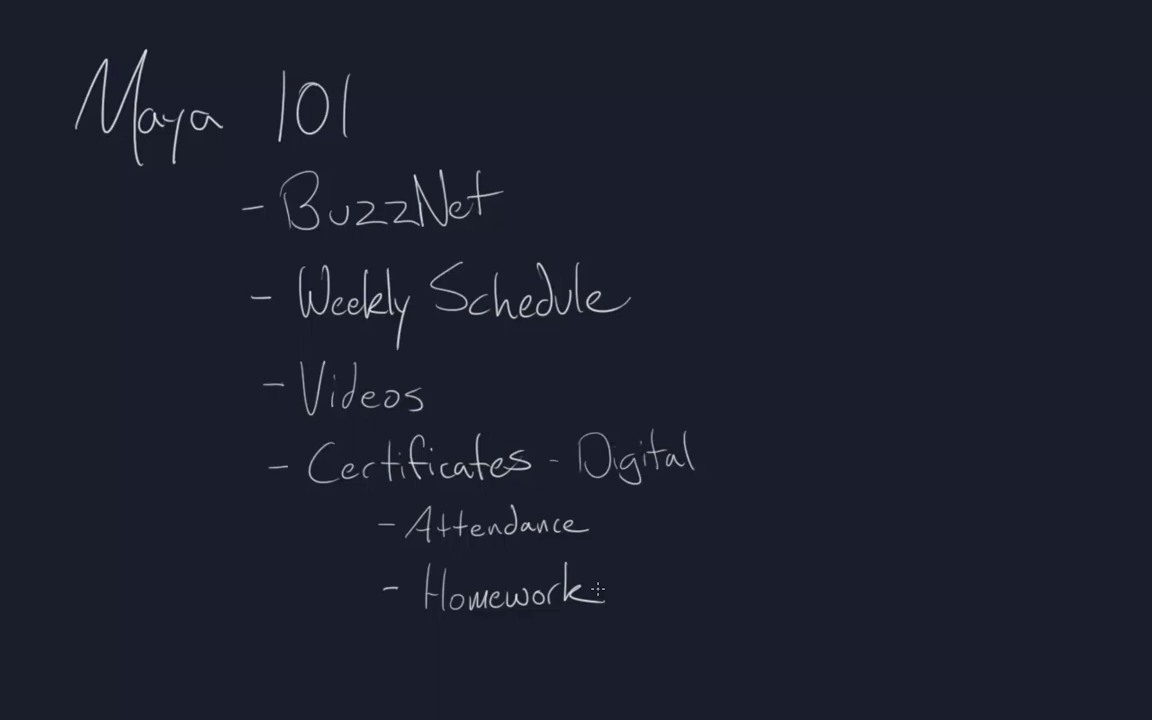 Maya 101
- BuzzNet
- Weekly Schedule
- Videos
- Certificates - Digital
- Attendance
- Homework